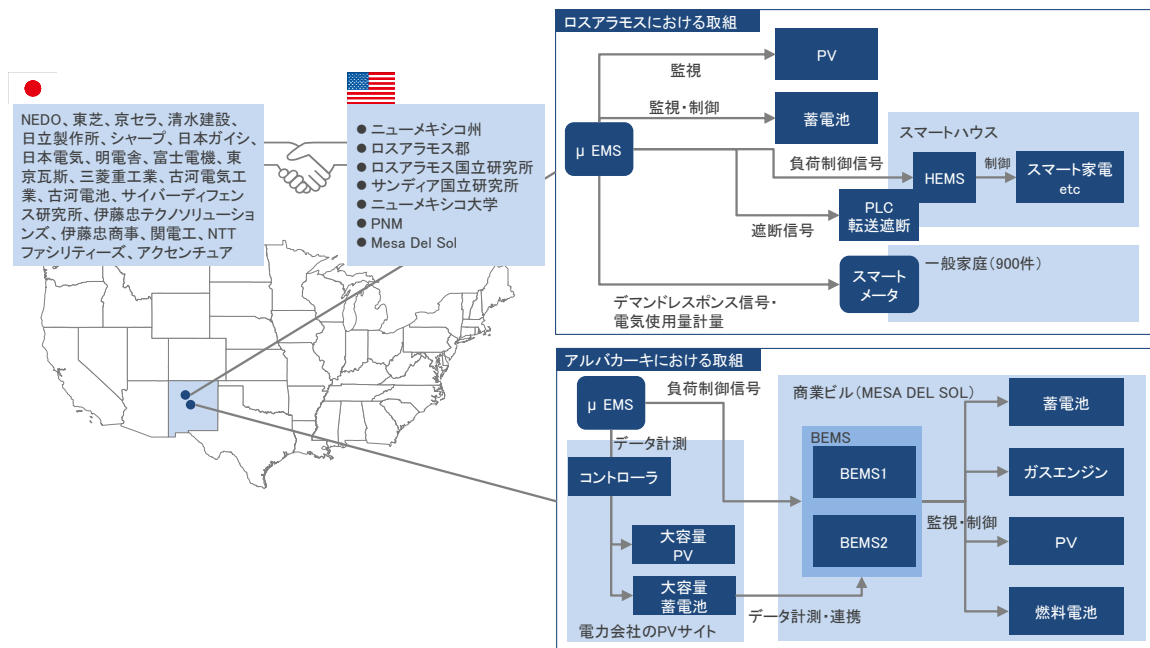 NEDO、東芝、京セラ、清水建設、
日立製作所、シャープ、日本ガイシ、
日本電気、明電舎、富士電機、東
京瓦斯、三菱重工業、古河電気工
業、古河電池、サイバーディフェン
ス研究所、伊藤忠テクノソリューショ
ンズ、伊藤忠商事、関電工、NTT
ファシリティーズ、アクセンチュア
● ニューメキシコ州
● ロスアラモス郡
● ロスアラモス国立研究所
● サンディア国立研究所
● ニューメキシコ大学
● PNM
● Mesa Del Sol
ロスアラモスにおける取組
μ EMS
監視
PV
監視・制御
蓄電池
スマートハウス
負荷制御信号
HEMS
制御
スマート家電
etc
遮断信号
PLC
転送遮断
デマンドレスポンス信号・
電気使用量計量
スマート
メータ
一般家庭（900件）
アルバカーキにおける取組
μ EMS
負荷制御信号
データ計測
コントローラ
大容量
PV
大容量
蓄電池
電力会社のPVサイト
データ計測・連携
商業ビル（MESA DEL SOL）
BEMS
BEMS1
BEMS2
監視・制御
蓄電池
ガスエンジン
PV
燃料電池